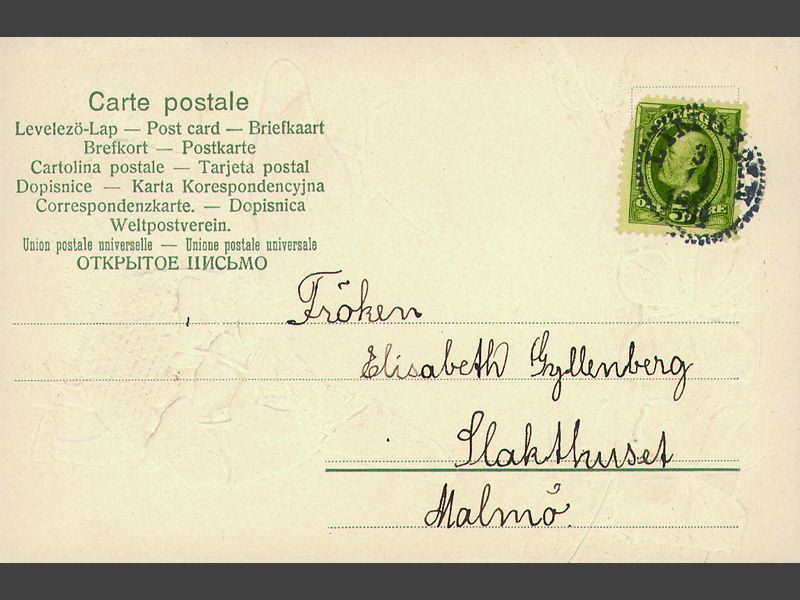 Carte postale
Levelezö-Lap — Post card — Briefkaart
Brefkort — Postkarte
Cartolina postale — Tarjeta postal
Dopisnice — Karta Korespondencyjna
Correspondenzkarte. — Dopisnica
Weltpostverein.
Union postale universelle — Unione postale universale
ОТКРЫТОЕ ПИСЬМО
Fröken
Elisabeth Gyllenberg
Slakthuset
Malmö.